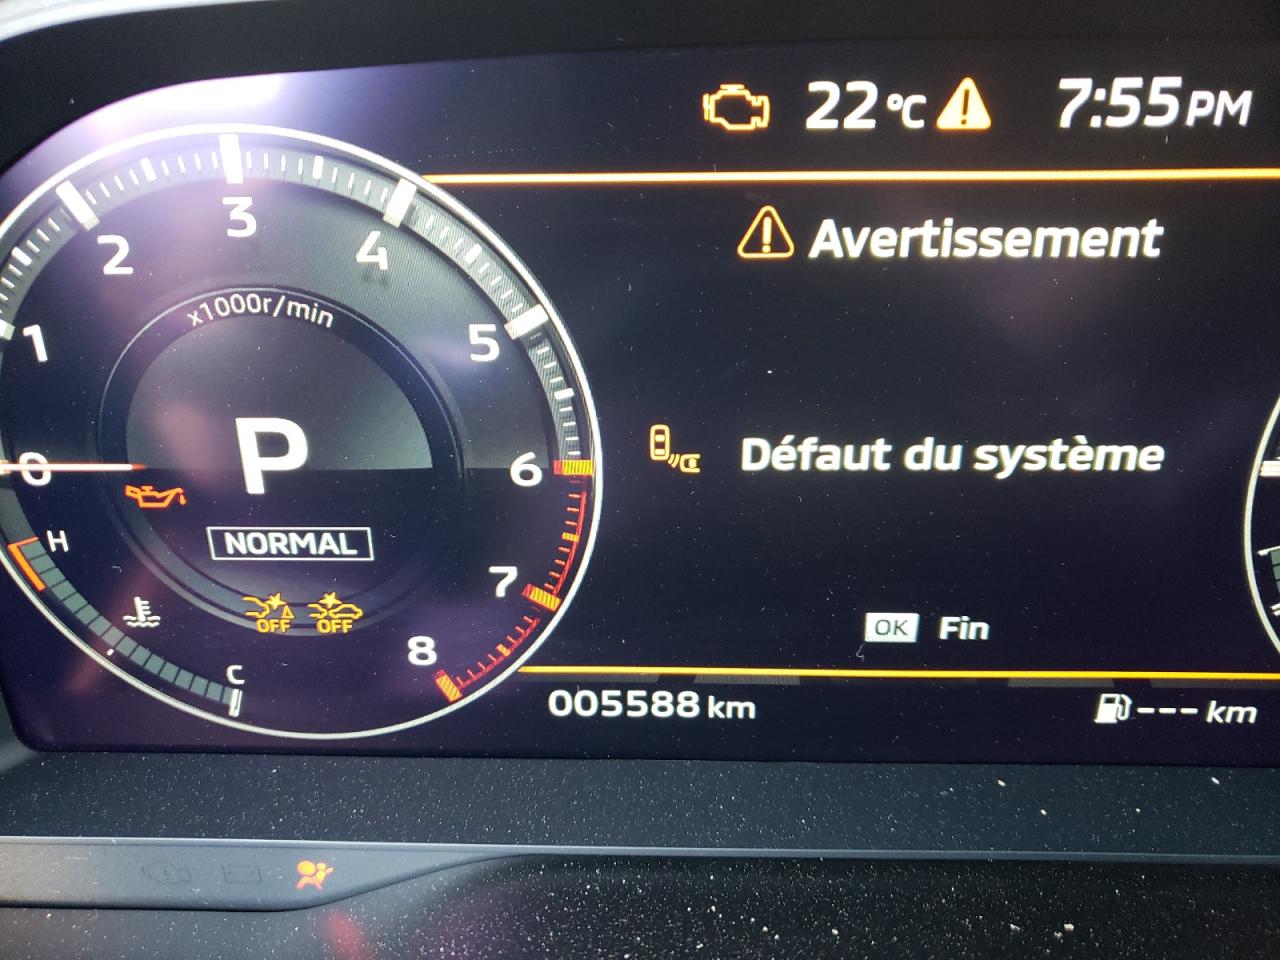 22°C
7:55PM
Avertissement
Défaut du système
OK Fin
005588 km
--- km
0
1
2
3
4
5
6
7
8
x1000r/min
P
NORMAL
OFF OFF
H
C